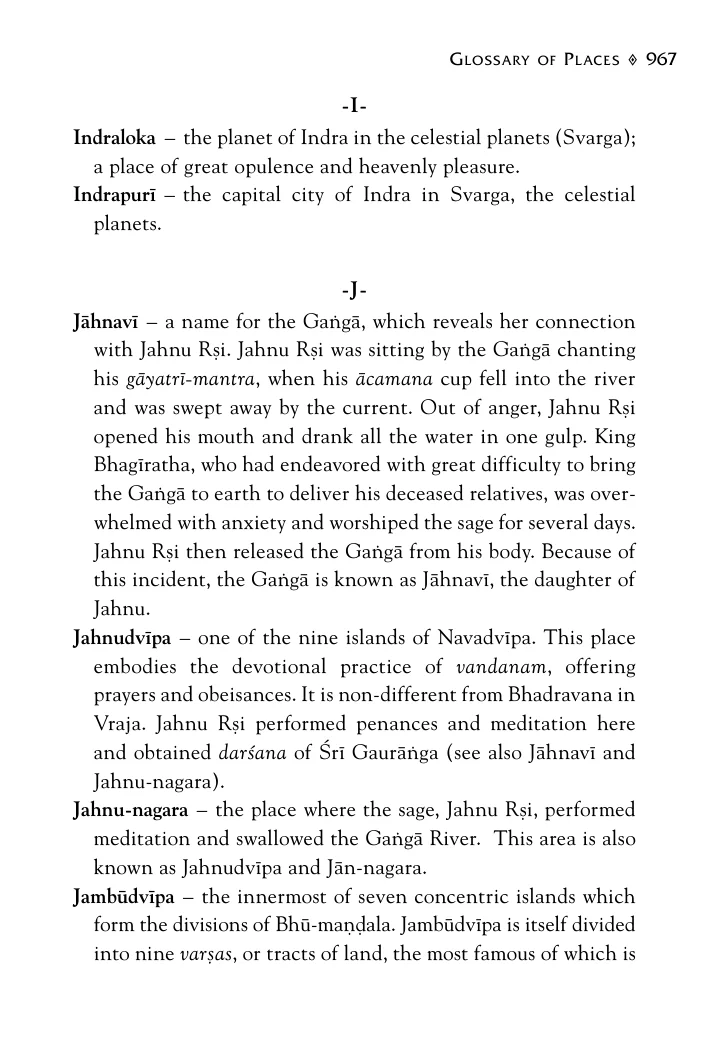 Glossary of Places ◈ 967
-I-
Indraloka – the planet of Indra in the celestial planets (Svarga);
a place of great opulence and heavenly pleasure.
Indrapurī – the capital city of Indra in Svarga, the celestial
planets.
-J-
Jāhnavī – a name for the Gaṅgā, which reveals her connection
with Jahnu Ṛṣi. Jahnu Ṛṣi was sitting by the Gaṅgā chanting
his gāyatrī-mantra, when his ācamana cup fell into the river
and was swept away by the current. Out of anger, Jahnu Ṛṣi
opened his mouth and drank all the water in one gulp. King
Bhagīratha, who had endeavored with great difficulty to bring
the Gaṅgā to earth to deliver his deceased relatives, was over-
whelmed with anxiety and worshiped the sage for several days.
Jahnu Ṛṣi then released the Gaṅgā from his body. Because of
this incident, the Gaṅgā is known as Jāhnavī, the daughter of
Jahnu.
Jahnudvīpa – one of the nine islands of Navadvīpa. This place
embodies the devotional practice of vandanam, offering
prayers and obeisances. It is non-different from Bhadravana in
Vraja. Jahnu Ṛṣi performed penances and meditation here
and obtained darśana of Śrī Gaurāṅga (see also Jāhnavī and
Jahnu-nagara).
Jahnu-nagara – the place where the sage, Jahnu Ṛṣi, performed
meditation and swallowed the Gaṅgā River. This area is also
known as Jahnudvīpa and Jān-nagara.
Jambūdvīpa – the innermost of seven concentric islands which
form the divisions of Bhū-maṇḍala. Jambūdvīpa is itself divided
into nine varṣas, or tracts of land, the most famous of which is